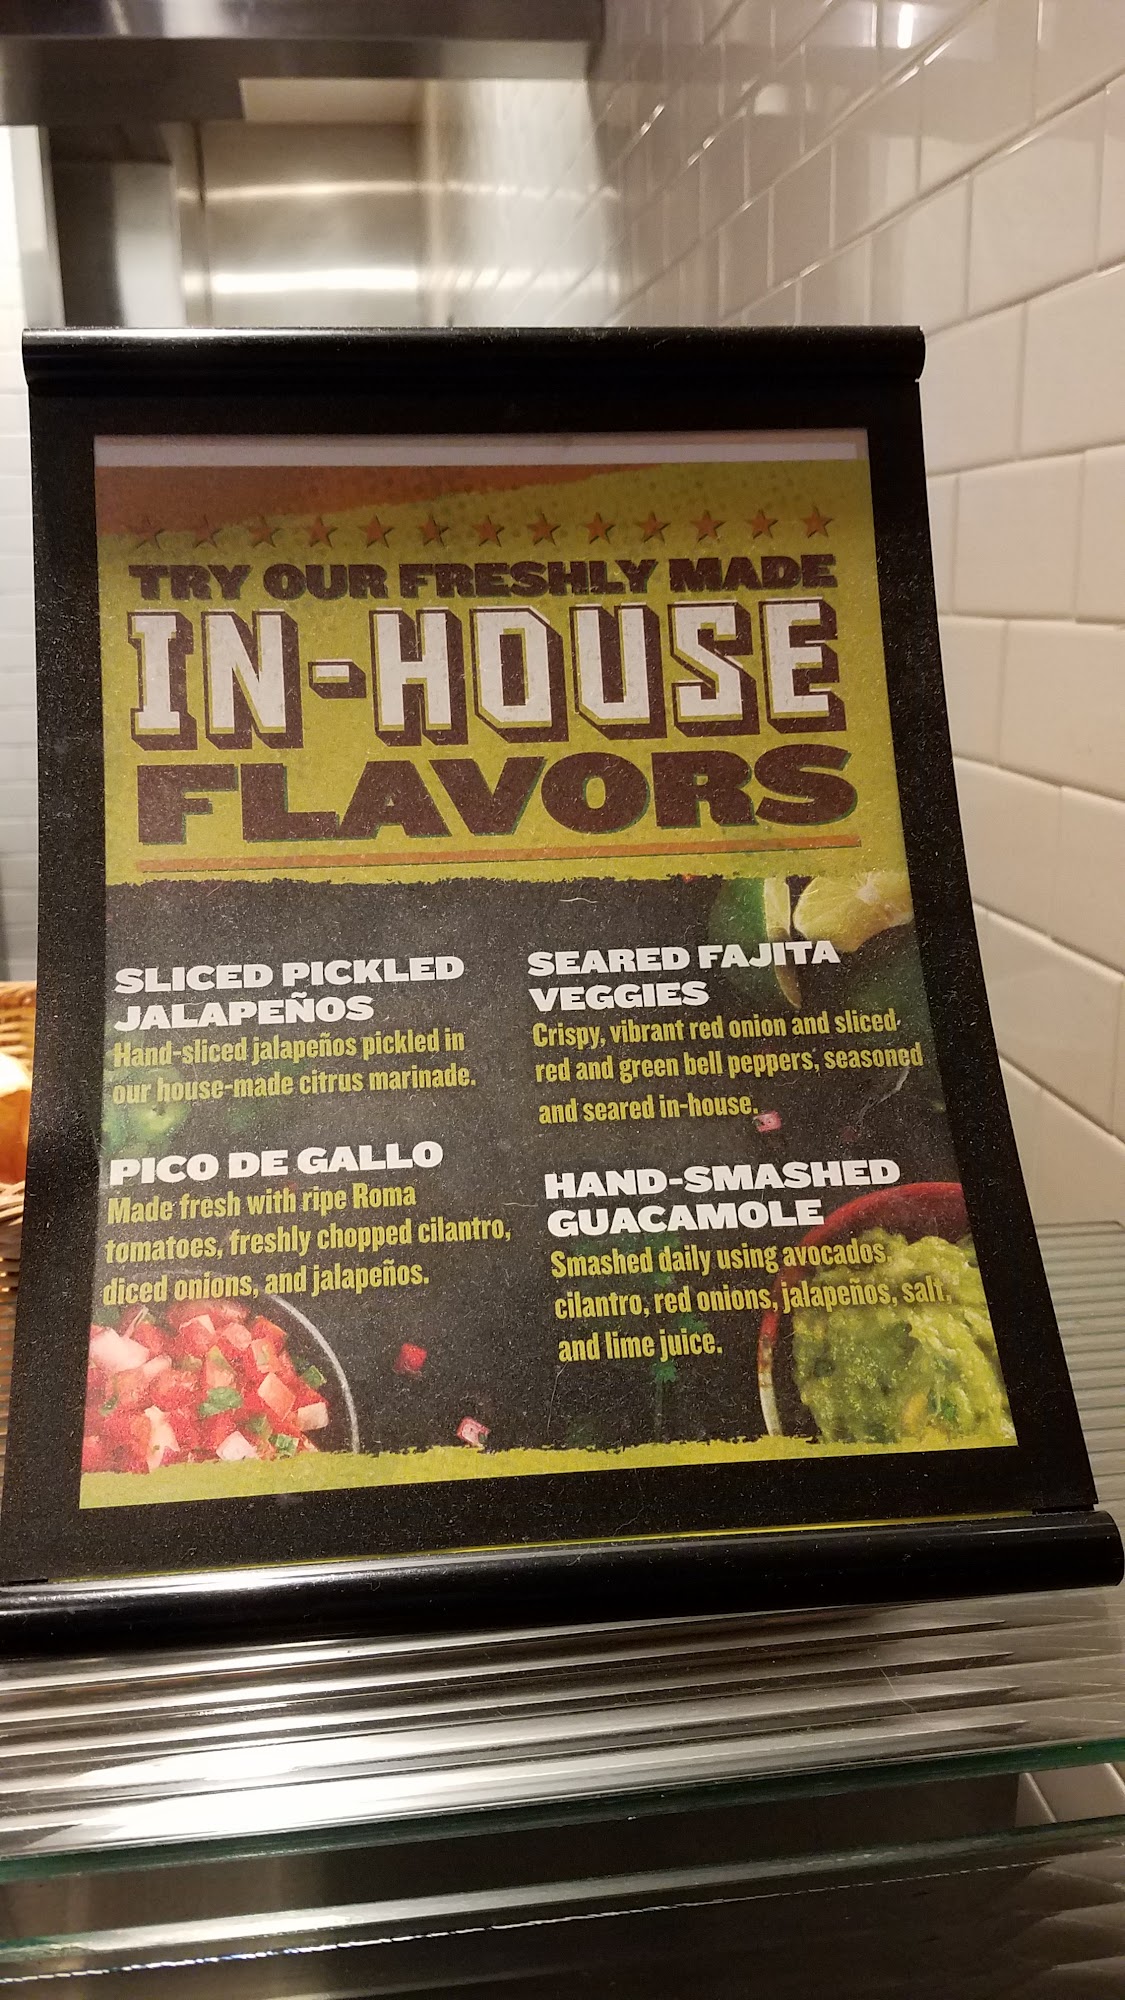 TRY OUR FRESHLY MADE
IN-HOUSE
FLAVORS
SLICED PICKLED
JALAPEÑOS
Hand-sliced jalapeños pickled in
our house-made citrus marinade.
PICO DE GALLO
Made fresh with ripe Roma
tomatoes, freshly chopped cilantro,
diced onions, and jalapeños.
SEARED FAJITA
VEGGIES
Crispy, vibrant red onion and sliced
red and green bell peppers, seasoned
and seared in-house.
HAND-SMASHED
GUACAMOLE
Smashed daily using avocados,
cilantro, red onions, jalapeños, salt,
and lime juice.